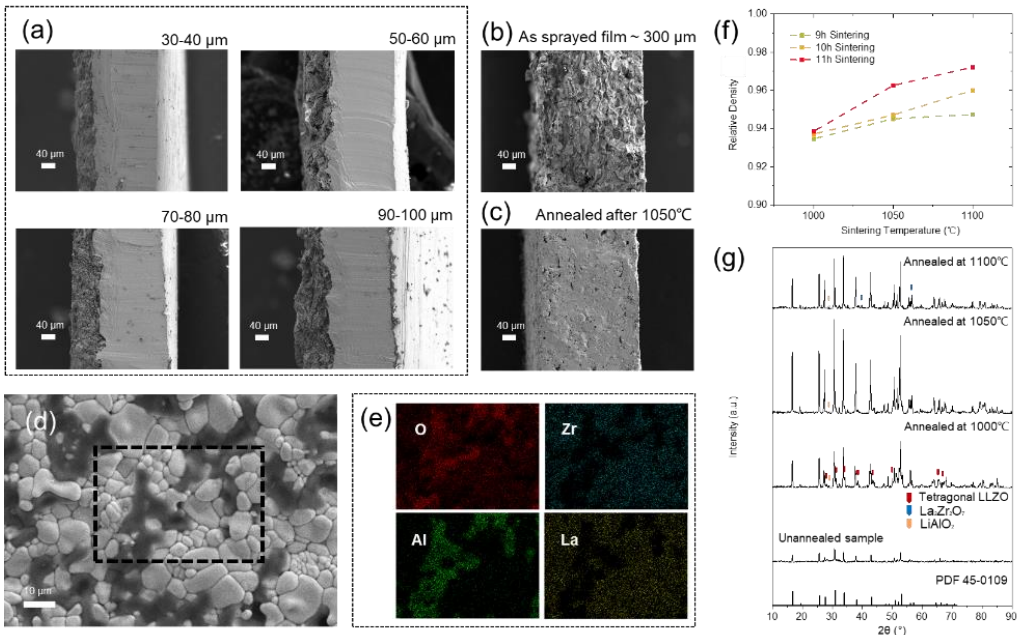 (a)
30-40 μm
40 μm
50-60 μm
40 μm
70-80 μm
40 μm
90-100 μm
40 μm
(b)
As sprayed film ~ 300 μm
40 μm
(c)
Annealed after 1050℃
40 μm
(d)
10 μm
(e)
O
Zr
Al
La
(f)
1.00
0.98
0.96
0.94
0.92
0.90
Relative Density
9h Sintering
10h Sintering
11h Sintering
1000
1050
1100
Sintering Temperature (℃)
(g)
Intensity (a.u.)
Annealed at 1100℃
Annealed at 1050℃
Annealed at 1000℃
Tetragonal LLZO
La₂Zr₂O₇
LiAlO₂
Unannealed sample
PDF 45-0109
10 20 30 40 50 60 70 80 90
2θ (°)